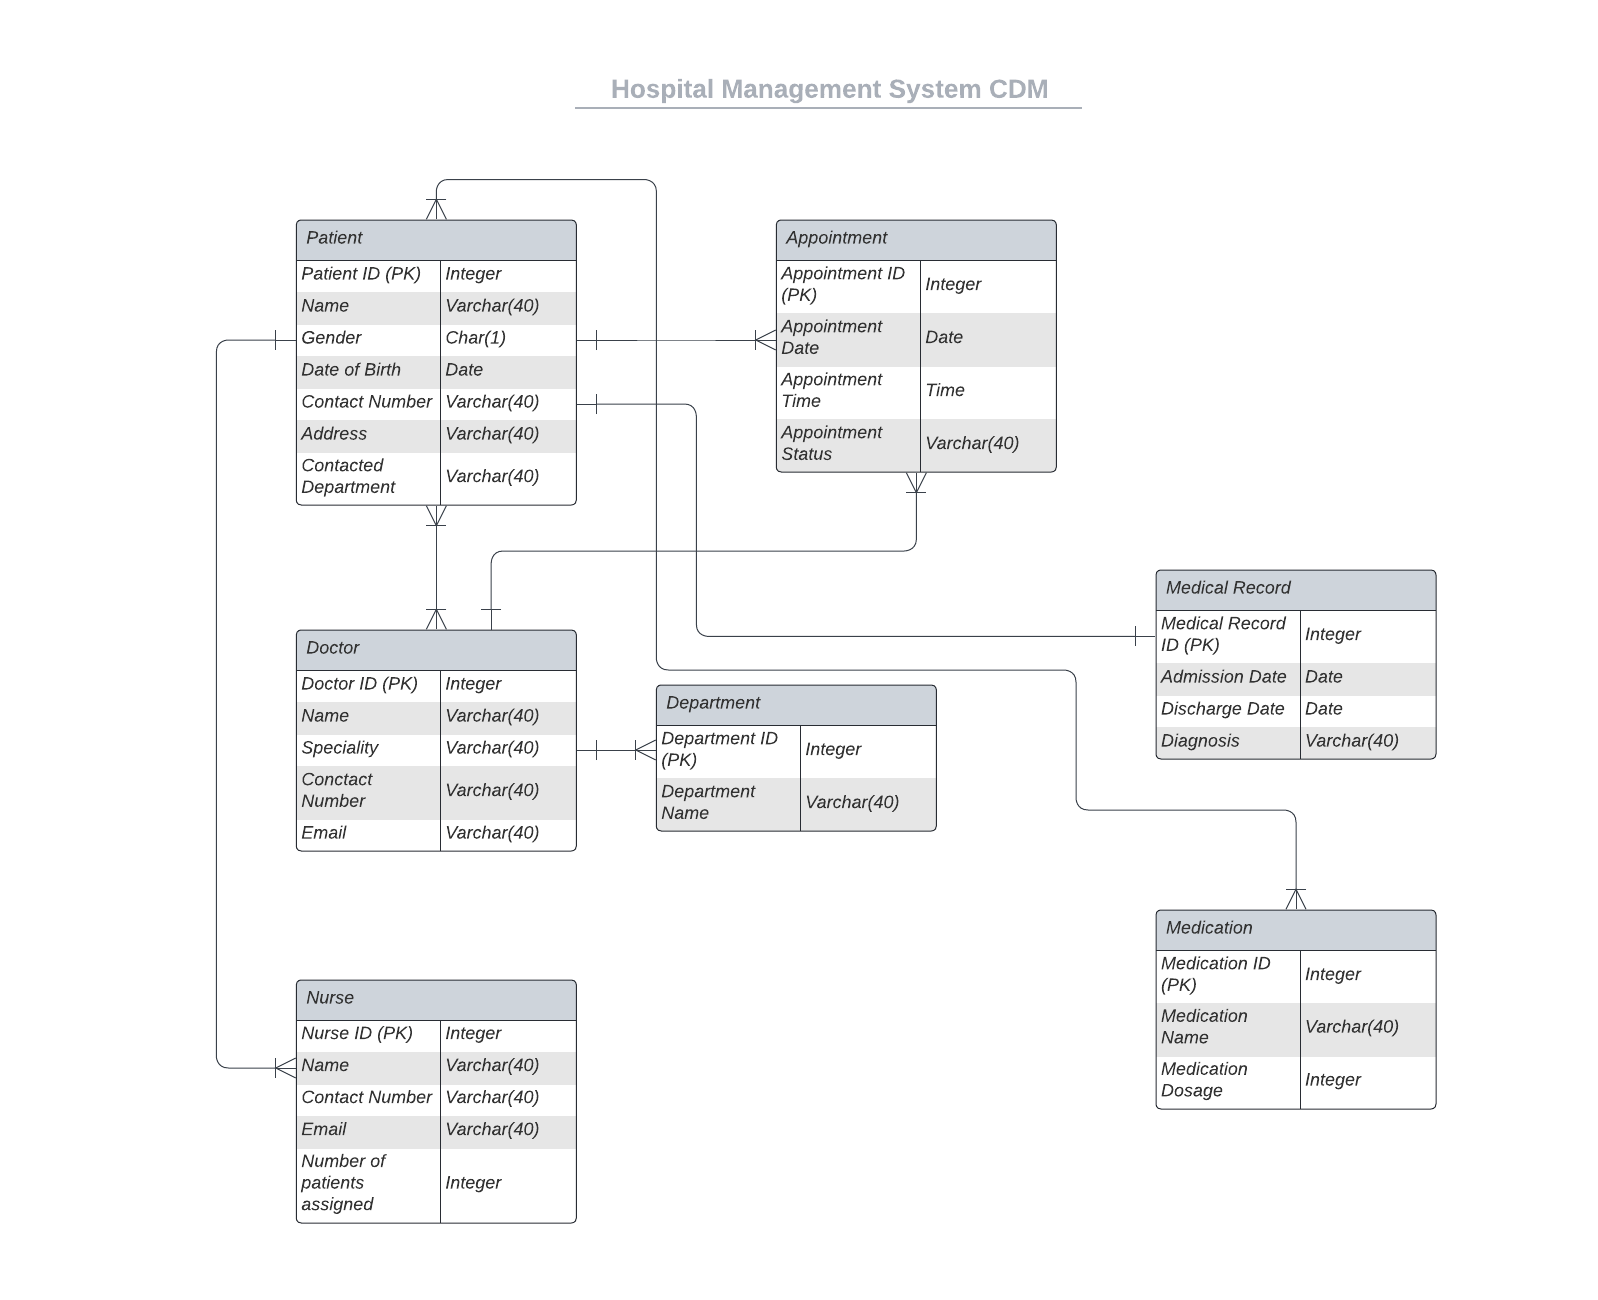 Hospital Management System CDM
Patient
Patient ID (PK) Integer
Name Varchar(40)
Gender Char(1)
Date of Birth Date
Contact Number Varchar(40)
Address Varchar(40)
Contacted
Department
Varchar(40)
Appointment
Appointment ID
(PK)
Integer
Appointment
Date
Date
Appointment
Time
Time
Appointment
Status
Varchar(40)
Medical Record
Medical Record
ID (PK)
Integer
Admission Date Date
Discharge Date Date
Diagnosis Varchar(40)
Doctor
Doctor ID (PK) Integer
Name Varchar(40)
Speciality Varchar(40)
Conctact
Number
Varchar(40)
Email Varchar(40)
Department
Department ID
(PK)
Integer
Department
Name
Varchar(40)
Medication
Medication ID
(PK)
Integer
Medication
Name
Varchar(40)
Medication
Dosage
Integer
Nurse
Nurse ID (PK) Integer
Name Varchar(40)
Contact Number Varchar(40)
Email Varchar(40)
Number of
patients
assigned
Integer